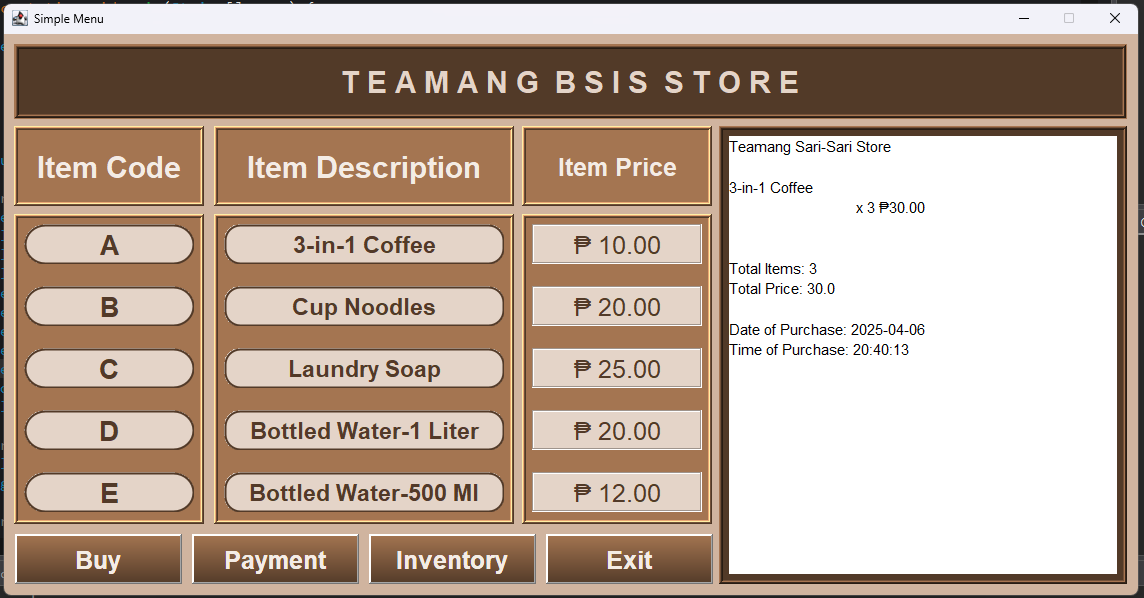 Simple Menu
TEAMANG BSIS STORE
Item Code
Item Description
Item Price
A
3-in-1 Coffee
₱ 10.00
B
Cup Noodles
₱ 20.00
C
Laundry Soap
₱ 25.00
D
Bottled Water-1 Liter
₱ 20.00
E
Bottled Water-500 Ml
₱ 12.00
Buy
Payment
Inventory
Exit
Teamang Sari-Sari Store
3-in-1 Coffee
x 3 ₱30.00
Total Items: 3
Total Price: 30.0
Date of Purchase: 2025-04-06
Time of Purchase: 20:40:13